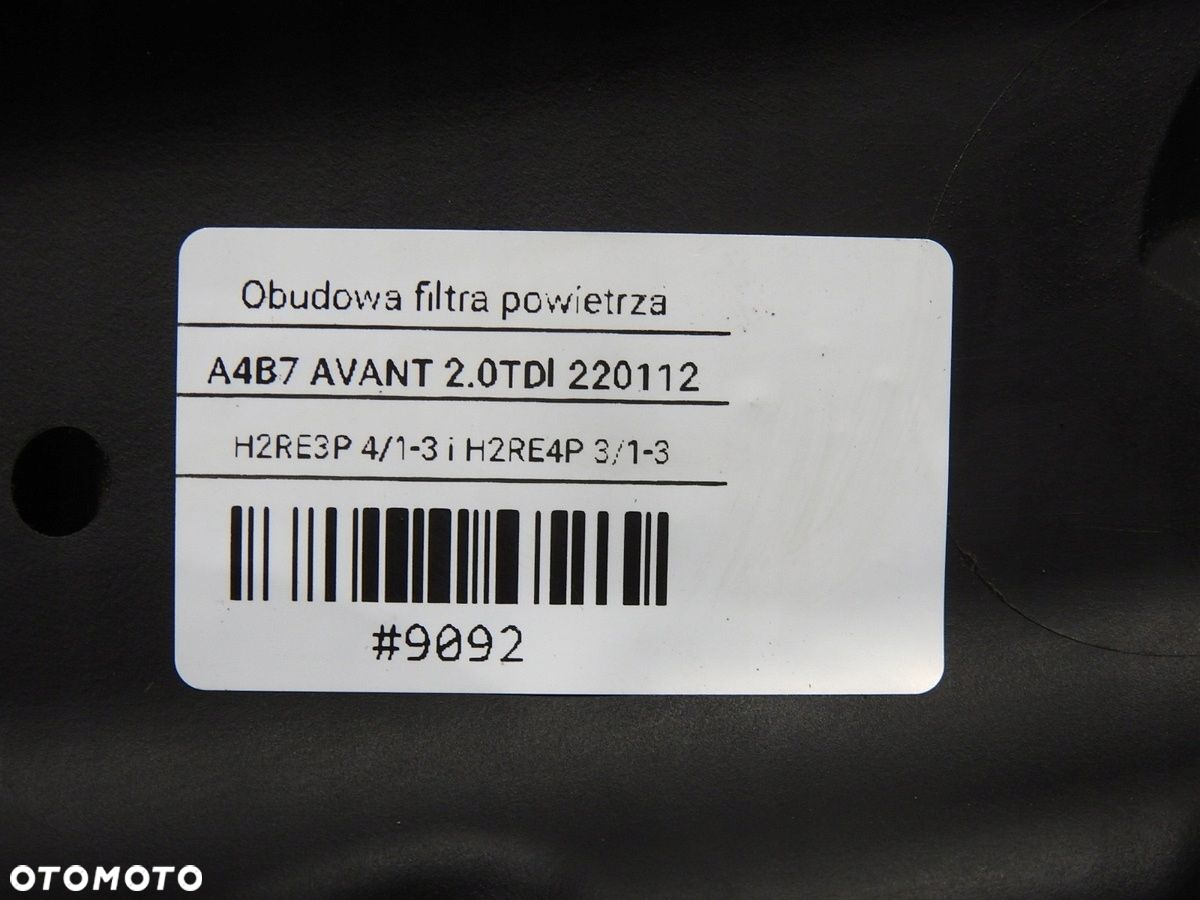 Obudowa filtra powietrza
A4B7 AVANT 2.0TDI 220112
H2RE3P 4/1-3 i H2RE4P 3/1-3
#9092
OTOMOTO